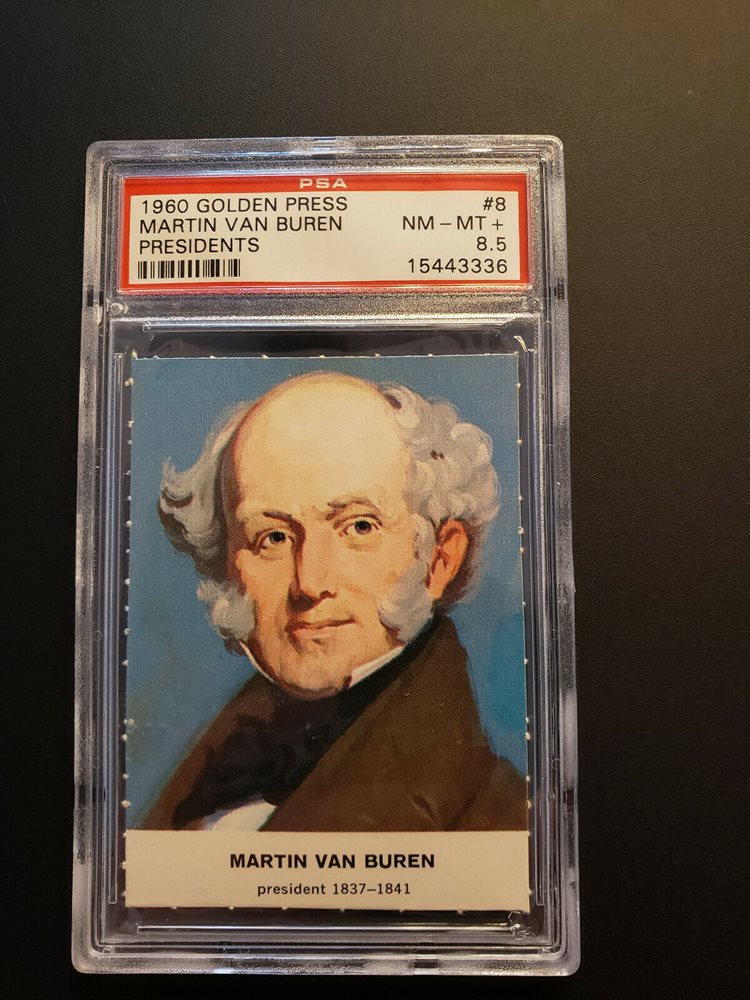 PSA
1960 GOLDEN PRESS #8
MARTIN VAN BUREN NM-MT+
PRESIDENTS 8.5
15443336
MARTIN VAN BUREN
president 1837–1841